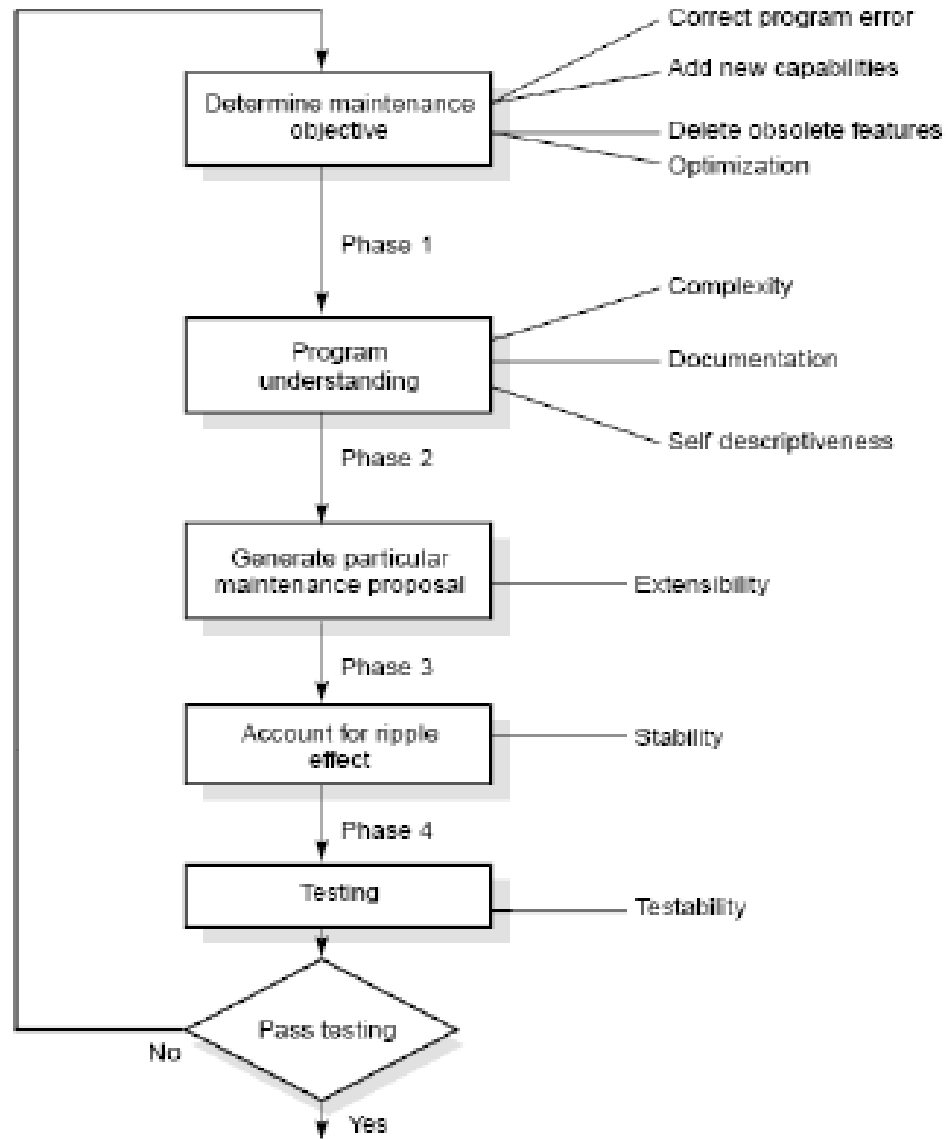 Correct program error
Add new capabilities
Determine maintenance
objective
Delete obsolete features
Optimization
Phase 1
Complexity
Program
understanding
Documentation
Self descriptiveness
Phase 2
Generate particular
maintenance proposal
Extensibility
Phase 3
Account for ripple
effect
Stability
Phase 4
Testing
Testability
Pass testing
No
Yes